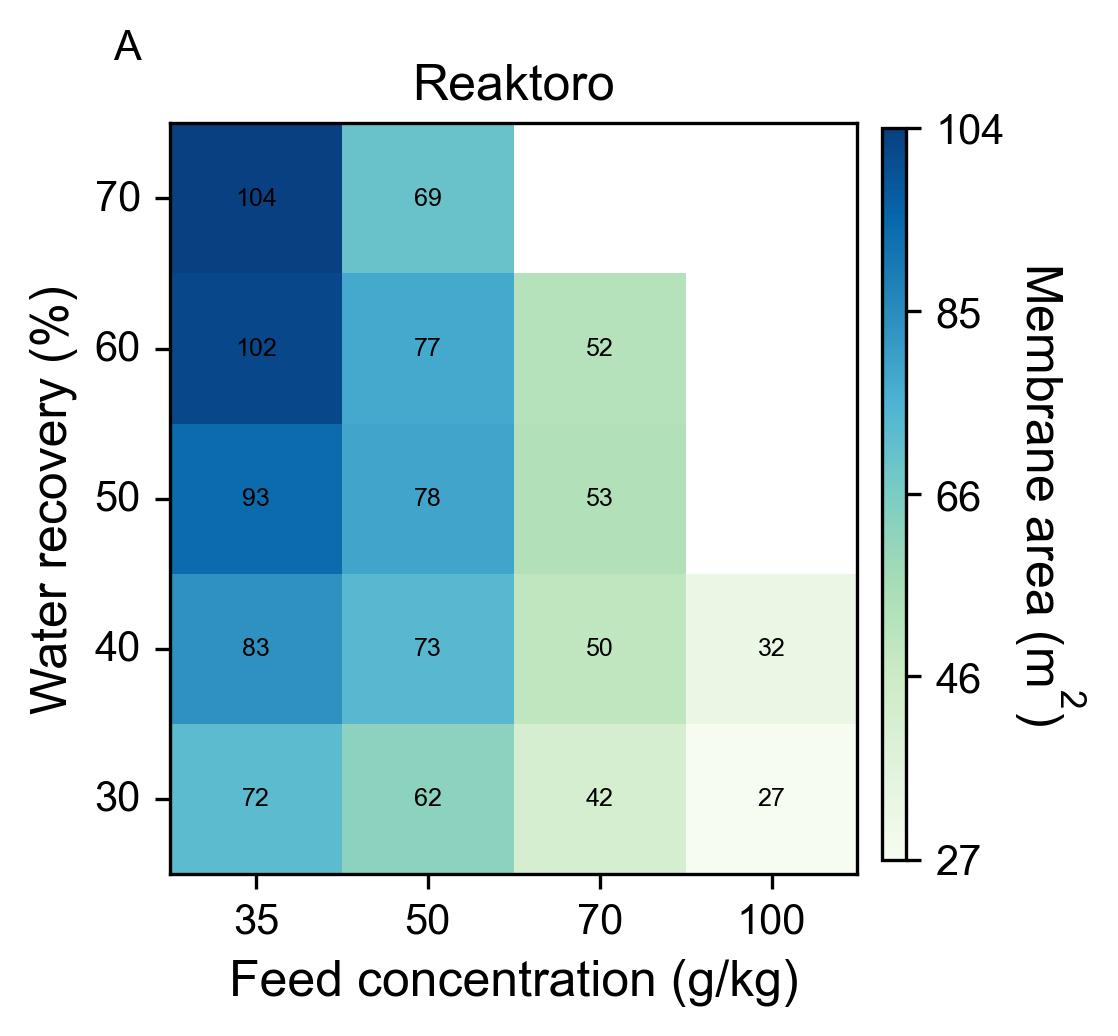 A
Reaktoro
104
70 104 69
85
60 102 77 52
66
50 93 78 53
46
40 83 73 50 32
30 72 62 42 27
27
35 50 70 100
Feed concentration (g/kg)
Water recovery (%)
Membrane area (m²)